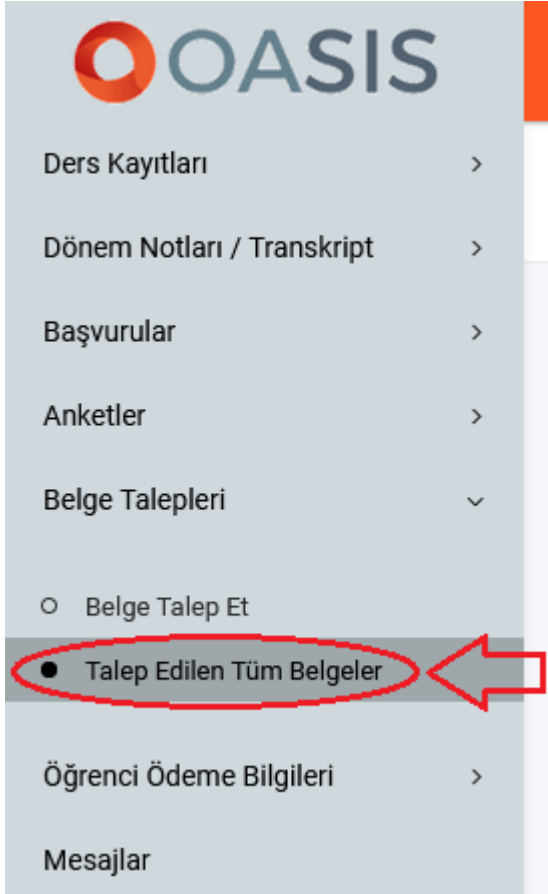 OASIS
Ders Kayıtları
Dönem Notları / Transkript
Başvurular
Anketler
Belge Talepleri
Belge Talep Et
Talep Edilen Tüm Belgeler
Öğrenci Ödeme Bilgileri
Mesajlar